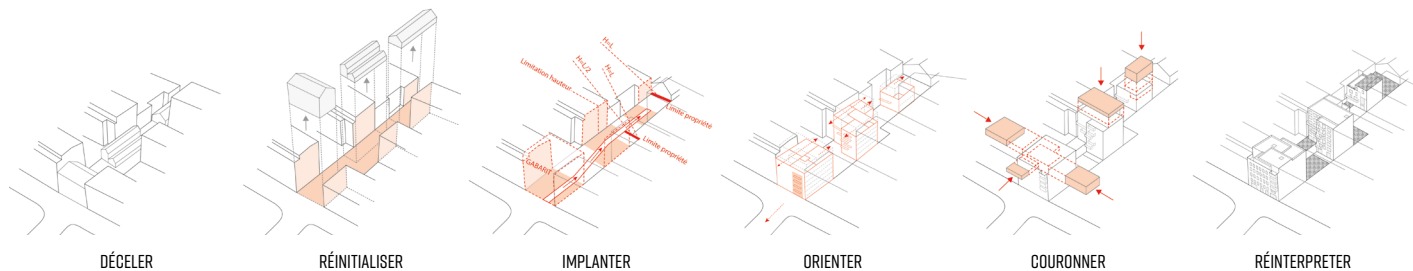 H=L
H=L/2
H=L
Limitation hauteur
Limite propriété
Limite propriété
GABARIT
DÉCELER
RÉINITIALISER
IMPLANTER
ORIENTER
COURONNER
RÉINTERPRETER